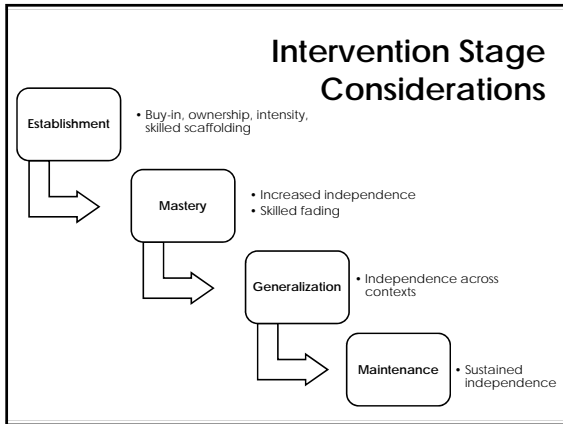 Intervention Stage
Considerations
Establishment
• Buy-in, ownership, intensity,
skilled scaffolding
Mastery
• Increased independence
• Skilled fading
Generalization
• Independence across
contexts
Maintenance
• Sustained
independence